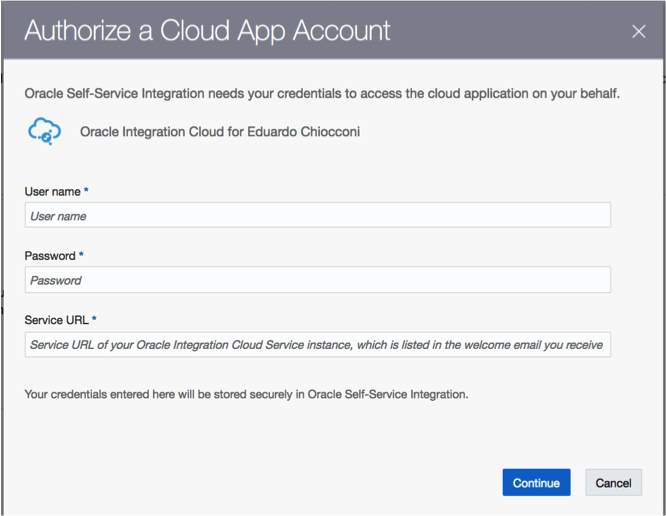 Authorize a Cloud App Account
Oracle Self-Service Integration needs your credentials to access the cloud application on your behalf.
Oracle Integration Cloud for Eduardo Chiocconi
User name *
User name
Password *
Password
Service URL *
Service URL of your Oracle Integration Cloud Service instance, which is listed in the welcome email you receive
Your credentials entered here will be stored securely in Oracle Self-Service Integration.
Continue Cancel